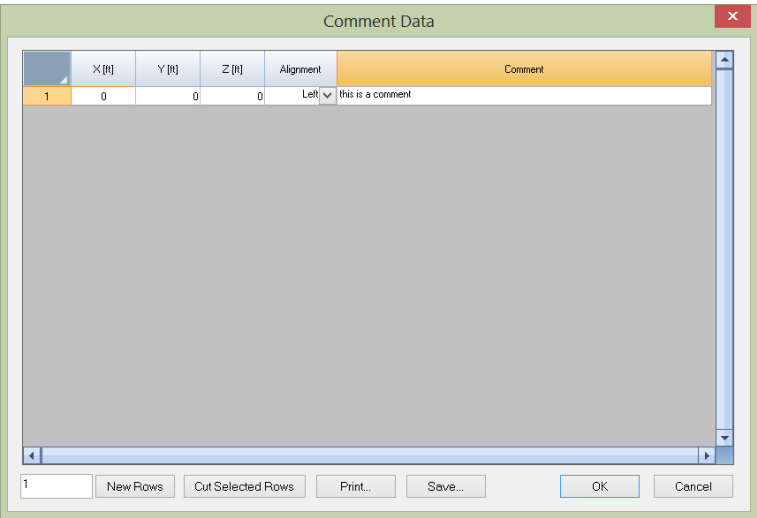 Comment Data
X [ft] Y [ft] Z [ft] Alignment Comment
1 0 0 0 Left this is a comment
1 New Rows Cut Selected Rows Print... Save... OK Cancel